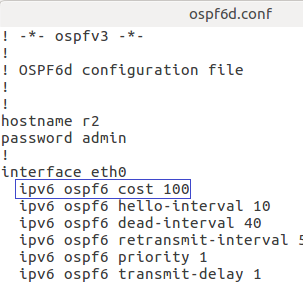 ospf6d.conf
! -*- ospfv3 -*-
!
! OSPF6d configuration file
!
!
hostname r2
password admin
!
interface eth0
ipv6 ospf6 cost 100
ipv6 ospf6 hello-interval 10
ipv6 ospf6 dead-interval 40
ipv6 ospf6 retransmit-interval 5
ipv6 ospf6 priority 1
ipv6 ospf6 transmit-delay 1